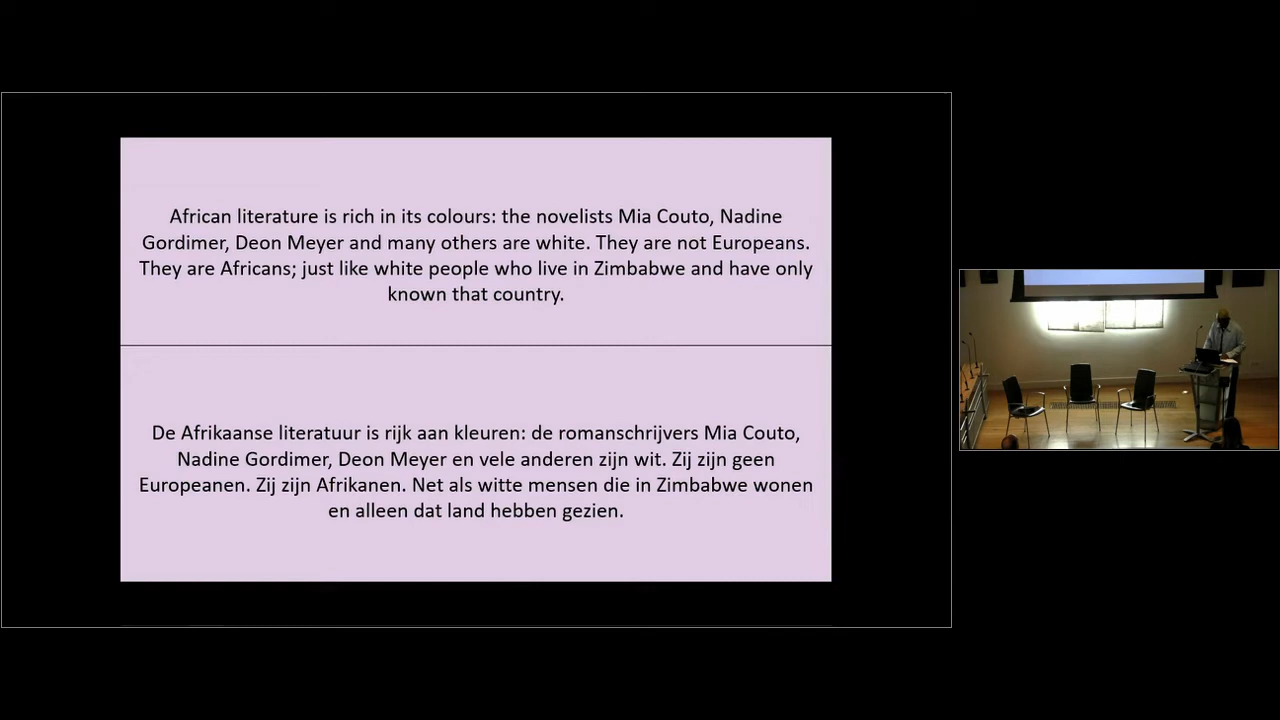 African literature is rich in its colours: the novelists Mia Couto, Nadine
Gordimer, Deon Meyer and many others are white. They are not Europeans.
They are Africans; just like white people who live in Zimbabwe and have only
known that country.
De Afrikaanse literatuur is rijk aan kleuren: de romanschrijvers Mia Couto,
Nadine Gordimer, Deon Meyer en vele anderen zijn wit. Zij zijn geen
Europeanen. Zij zijn Afrikanen. Net als witte mensen die in Zimbabwe wonen
en alleen dat land hebben gezien.